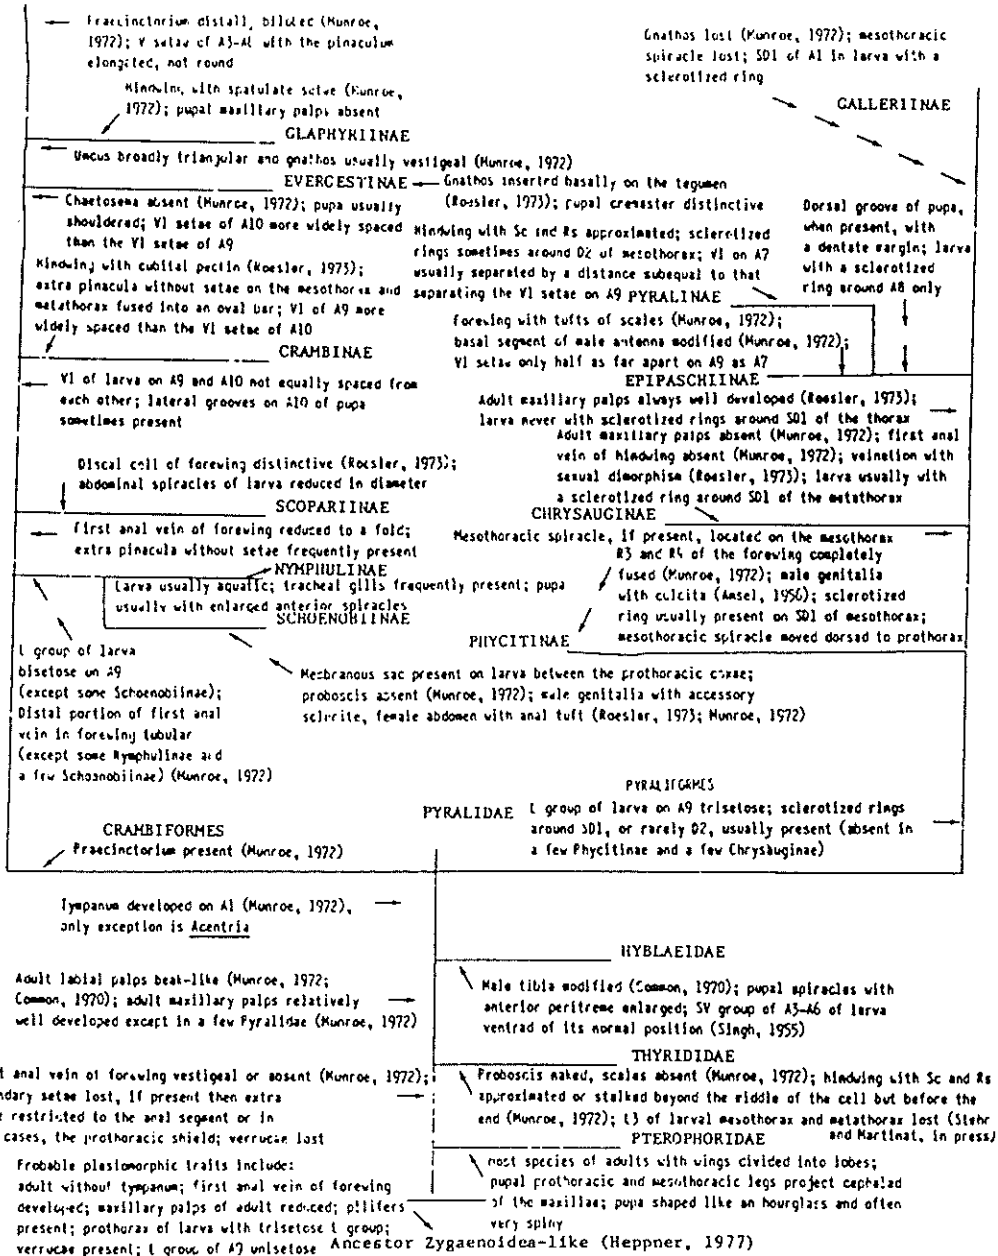 Praecinctorium distall, bilobed (Munroe,
1972); V setae of A3-A6 with the pinaculum
elongated, not round
Gnathos lost (Munroe, 1972); mesothoracic
spiracle lost; SD1 of A1 in larva with a
sclerotized ring
Hindwing with spatulate setae (Munroe,
1972); pupal maxillary palps absent
GALLERIINAE
GLAPHYRIINAE
Uncus broadly triangular and gnathos usually vestigeal (Munroe, 1972)
EVERGESTINAE
Gnathos inserted basally on the tegumen
(Roesler, 1973); pupal cremaster distinctive
Chaetosema absent (Munroe, 1972); pupa usually
shouldered; V1 setae of A10 more widely spaced
than the V1 setae of A9
Dorsal groove of pupa,
when present, with
a dentate margin; larva
with a sclerotized
ring around A8 only
Hindwing with Sc and Rs approximated; sclerotized
rings sometimes around D2 of mesothorax; V1 on A7
usually separated by a distance subequal to that
separating the V1 setae on A9
PYRALINAE
Hindwing with cubital pectin (Roesler, 1973);
extra pinacula without setae on the mesothorax and
metathorax fused into an oval bar; V1 of A9 more
widely spaced than the V1 setae of A10
Forewing with tufts of scales (Munroe, 1972);
basal segment of male antenna modified (Munroe, 1972);
V1 setae only half as far apart on A9 as A7
CRAMBINAE
EPIPASCHIINAE
V1 of larva on A9 and A10 not equally spaced from
each other; lateral grooves on A10 of pupa
sometimes present
Adult maxillary palps always well developed (Roesler, 1973);
larva never with sclerotized rings around SD1 of the thorax
Adult maxillary palps absent (Munroe, 1972); first anal
vein of hindwing absent (Munroe, 1972); venation with
sexual dimorphism (Roesler, 1973); larva usually with
a sclerotized ring around SD1 of the metathorax
Discal cell of forewing distinctive (Roesler, 1973);
abdominal spiracles of larva reduced in diameter
SCOPARIINAE
CHRYSAUGINAE
First anal vein of forewing reduced to a fold;
extra pinacula without setae frequently present
Mesothoracic spiracle, if present, located on the mesothorax
R3 and R4 of the forewing completely
fused (Munroe, 1972); male genitalia
with culcita (Amsel, 1956); sclerotized
ring usually present on SD1 of mesothorax;
mesothoracic spiracle moved dorsad to prothorax
NYMPHULINAE
Larva usually aquatic; tracheal gills frequently present; pupa
usually with enlarged anterior spiracles
SCHOENOBIINAE
PHYCITINAE
L group of larva
bisetose on A9
(except some Schoenobiinae);
Distal portion of first anal
vein in forewing tubular
(except some Nymphulinae and
a few Schoenobiinae) (Munroe, 1972)
Membranous sac present on larva between the prothoracic coxae;
proboscis absent (Munroe, 1972); male genitalia with accessory
sclerite, female abdomen with anal tuft (Roesler, 1973; Munroe, 1972)
PYRALIFORMES
PYRALIDAE
L group of larva on A9 trisetose; sclerotized rings
around SD1, or rarely D2, usually present (absent in
a few Phycitinae and a few Chrysauginae)
CRAMBIFORMES
Praecinctorium present (Munroe, 1972)
Tympanum developed on A1 (Munroe, 1972),
only exception is Acentria
HYBLAEIDAE
Adult labial palps beak-like (Munroe, 1972;
Common, 1970); adult maxillary palps relatively
well developed except in a few Pyralidae (Munroe, 1972)
Male tibia modified (Common, 1970); pupal spiracles with
anterior peritreme enlarged; SV group of A3-A6 of larva
ventrad of its normal position (Singh, 1955)
THYRIDIDAE
t anal vein of forewing vestigeal or absent (Munroe, 1972);
ndary setae lost, if present then extra
e restricted to the anal segment or in
cases, the prothoracic shield; verrucae lost
Proboscis naked, scales absent (Munroe, 1972); hindwing with Sc and Rs
approximated or stalked beyond the middle of the cell but before the
end (Munroe, 1972); L3 of larval mesothorax and metathorax lost (Stehr
and Martinat, in press)
PTEROPHORIDAE
Probable plesiomorphic traits include:
adult without tympanum; first anal vein of forewing
developed; maxillary palps of adult reduced; pilifers
present; prothorax of larva with trisetose L group;
verrucae present; L group of A9 unisetose
most species of adults with wings divided into lobes;
pupal prothoracic and mesothoracic legs project cephalad
of the maxillae; pupa shaped like an hourglass and often
very spiny
Ancestor Zygaenoidea-like (Heppner, 1977)